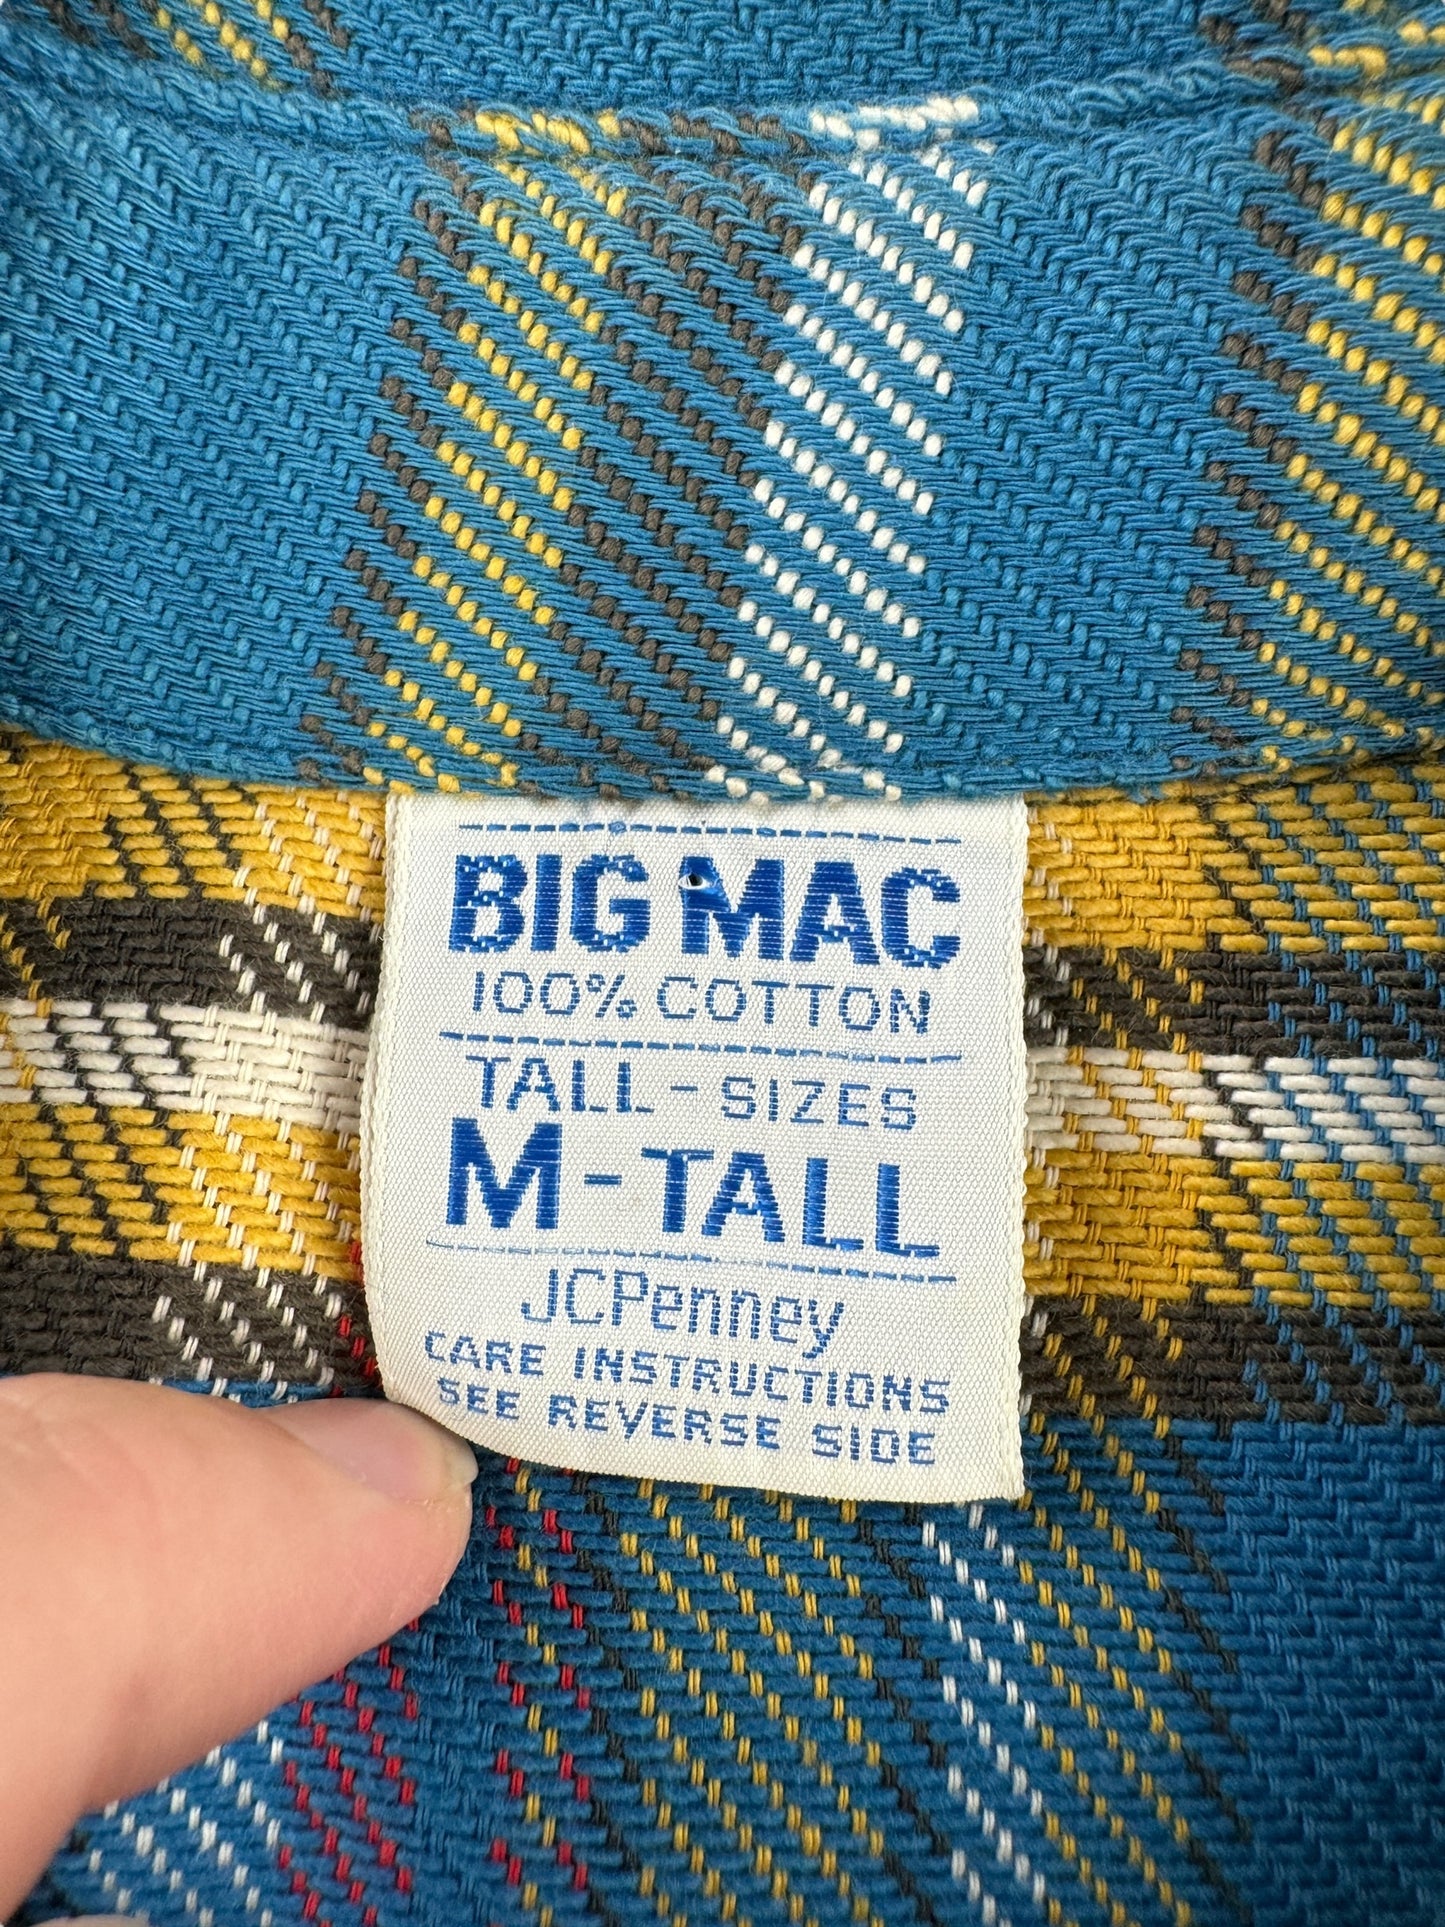 BIG MAC
100% COTTON
TALL - SIZES
M - TALL
JCPenney
CARE INSTRUCTIONS
SEE REVERSE SIDE